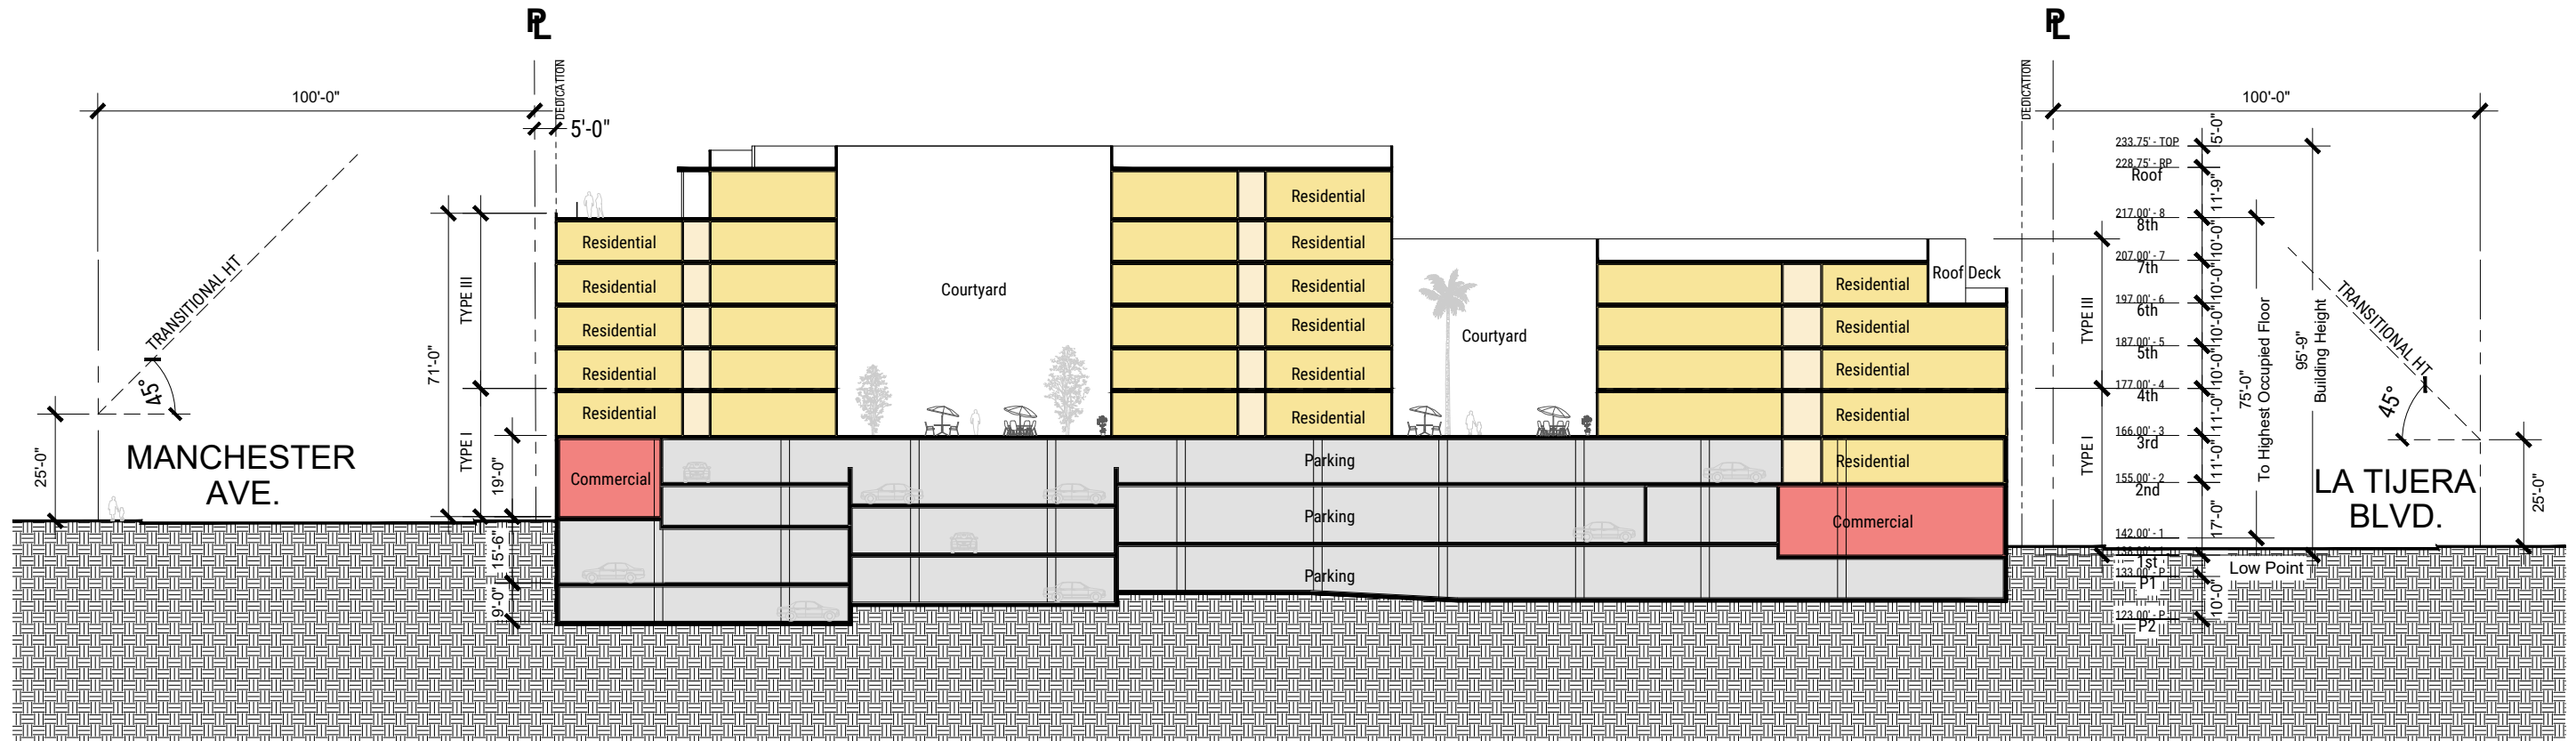 PL
PL
DEDICATION
DEDICATION
100'-0"
100'-0"
5'-0"
5'-0"
233.75' - TOP
228.75' - RP
Roof
11'-9"
217.00' - 8
8th
10'-0"
207.00' - 7
7th
10'-0"
197.00' - 6
6th
10'-0"
187.00' - 5
5th
10'-0"
177.00' - 4
4th
11'-0"
166.00' - 3
3rd
11'-0"
155.00' - 2
2nd
17'-0"
142.00' - 1
1st
133.00' - P
P1
10'-0"
123.00' - P
P2
Low Point
75'-0"
To Highest Occupied Floor
95'-9"
Building Height
TYPE III
TYPE I
TRANSITIONAL HT
45°
25'-0"
LA TIJERA
BLVD.
TRANSITIONAL HT
45°
25'-0"
MANCHESTER
AVE.
71'-0"
TYPE III
TYPE I
19'-0"
15'-6"
9'-0"
Residential
Residential
Residential
Residential
Residential
Commercial
Courtyard
Residential
Residential
Residential
Residential
Residential
Residential
Courtyard
Roof Deck
Residential
Residential
Residential
Residential
Residential
Commercial
Parking
Parking
Parking